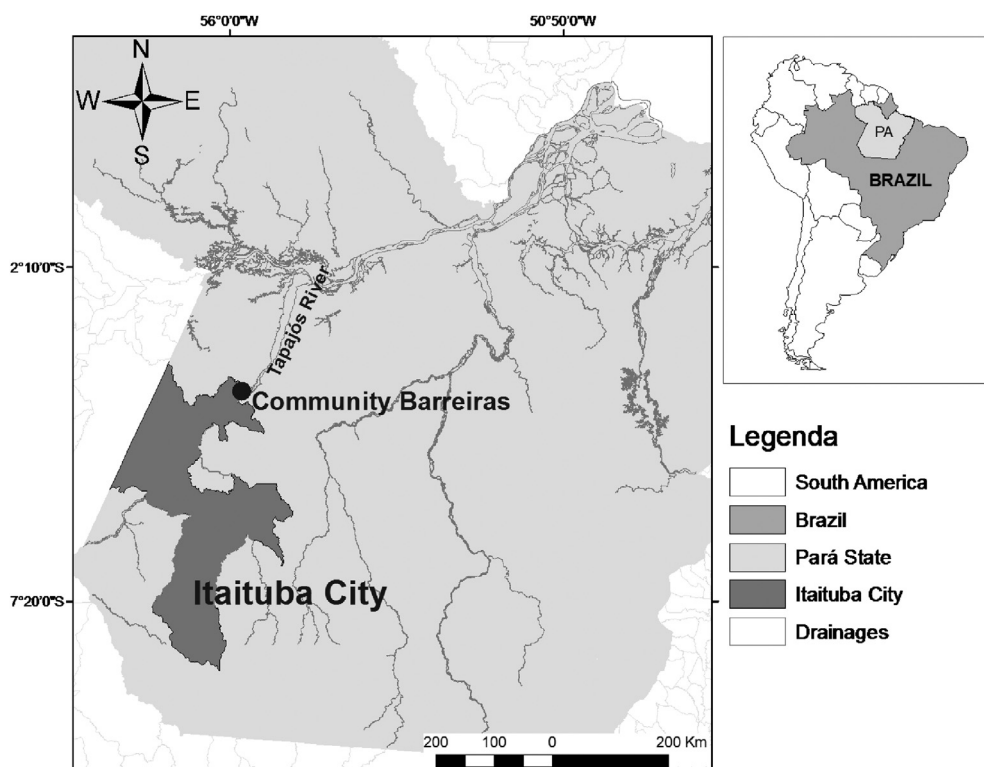 56°0'0"W
50°50'0"W
N
W E
S
2°10'0"S
7°20'0"S
Tapajós River
Community Barreiras
Itaituba City
200 100 0 200 Km
PA
BRAZIL
Legenda
South America
Brazil
Pará State
Itaituba City
Drainages